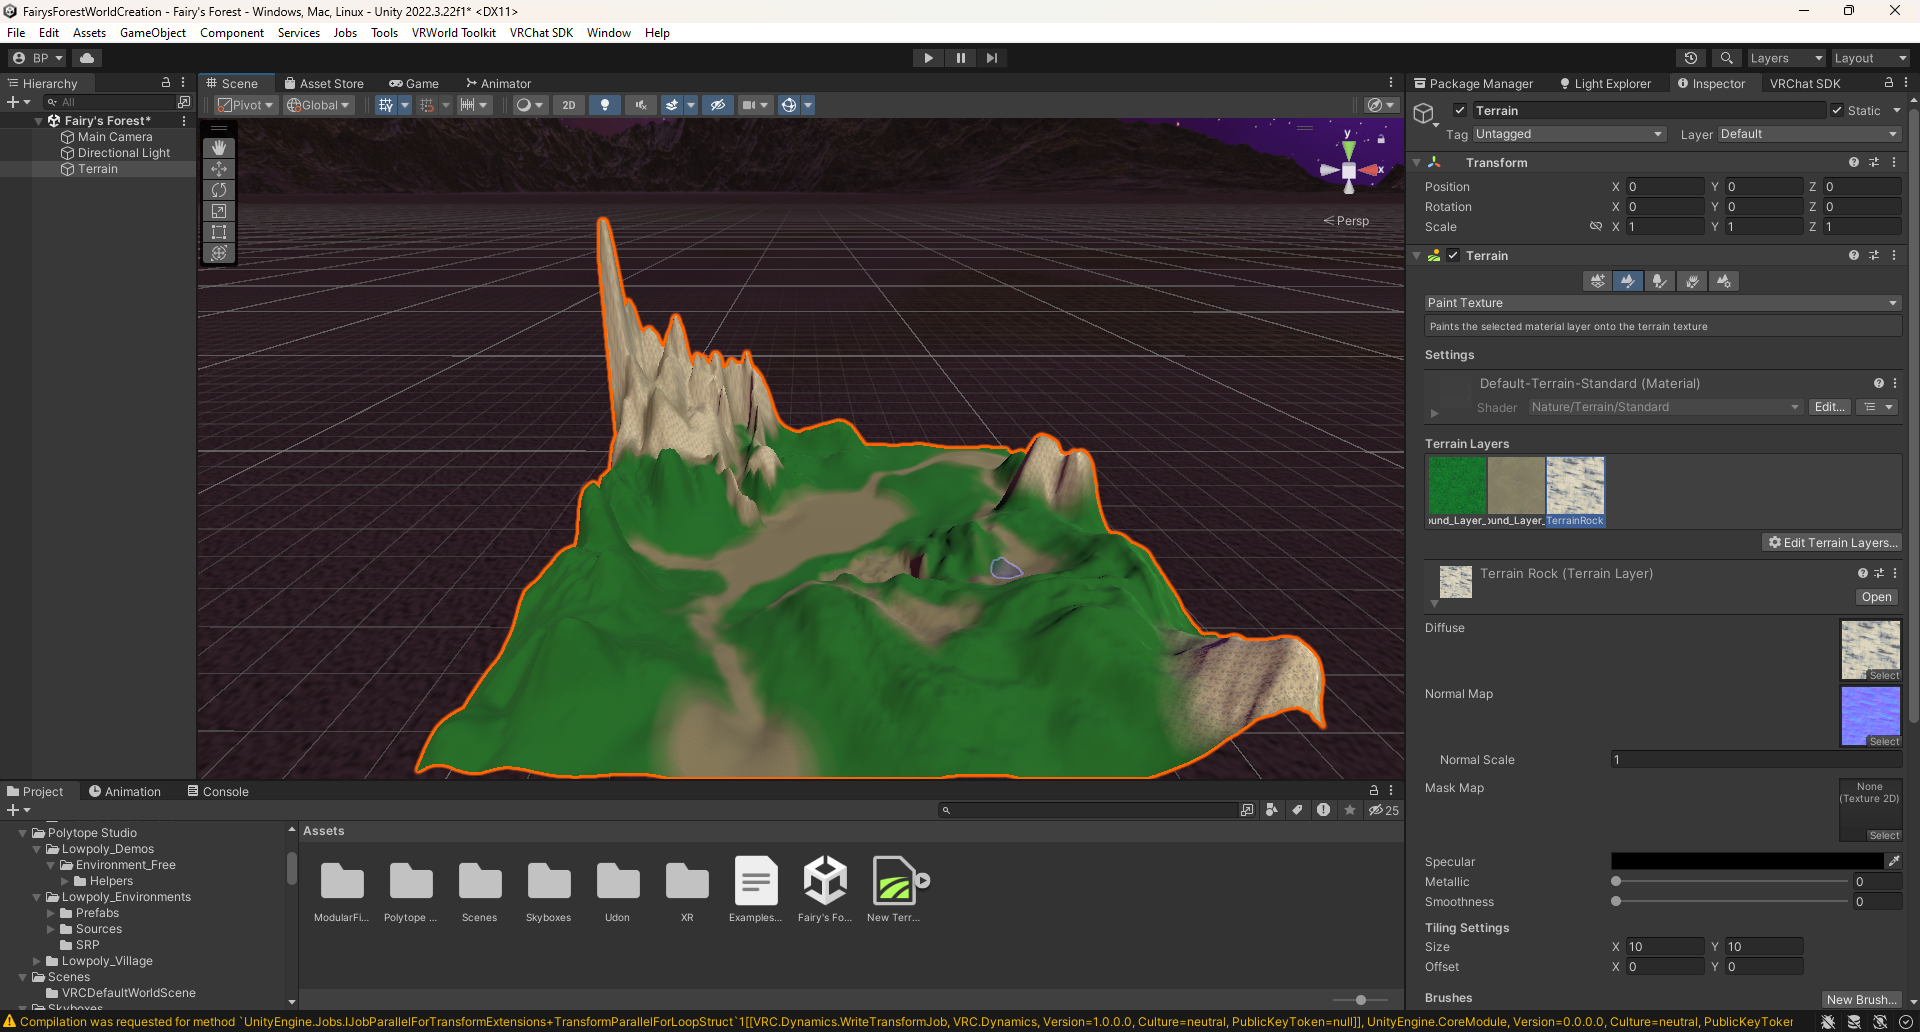 FairysForestWorldCreation - Fairy's Forest - Windows, Mac, Linux - Unity 2022.3.22f1* <DX11>
File Edit Assets GameObject Component Services Jobs Tools VRWorld Toolkit VRChat SDK Window Help
BP Layers Layout
Hierarchy Scene Asset Store Game Animator Package Manager Light Explorer Inspector VRChat SDK
All Pivot Global 2D
Terrain Static
Fairy's Forest*
Main Camera
Directional Light
Terrain
y
x
Persp
Tag Untagged Layer Default
Transform
Position X 0 Y 0 Z 0
Rotation X 0 Y 0 Z 0
Scale X 1 Y 1 Z 1
Terrain
Paint Texture
Paints the selected material layer onto the terrain texture
Settings
Default-Terrain-Standard (Material)
Shader Nature/Terrain/Standard Edit...
Terrain Layers
und_Layer_ und_Layer_ TerrainRock
Edit Terrain Layers...
Terrain Rock (Terrain Layer)
Open
Diffuse
Select
Normal Map
Select
Normal Scale 1
Mask Map
None
(Texture 2D)
Select
Specular
Metallic 0
Smoothness 0
Tiling Settings
Size X 10 Y 10
Offset X 0 Y 0
Brushes New Brush...
Project Animation Console
25
Polytope Studio
Lowpoly_Demos
Environment_Free
Helpers
Lowpoly_Environments
Prefabs
Sources
SRP
Lowpoly_Village
Scenes
VRCDefaultWorldScene
Skyboxes
Assets
ModularFi... Polytope ... Scenes Skyboxes Udon XR Examples... Fairy's Fo... New Terr...
Compilation was requested for method `UnityEngine.Jobs.IJobParallelForTransformExtensions+TransformParallelForLoopStruct`1[[VRC.Dynamics.WriteTransformJob, VRC.Dynamics, Version=1.0.0.0, Culture=neutral, PublicKeyToken=null]], UnityEngine.CoreModule, Version=0.0.0.0, Culture=neutral, PublicKeyToker